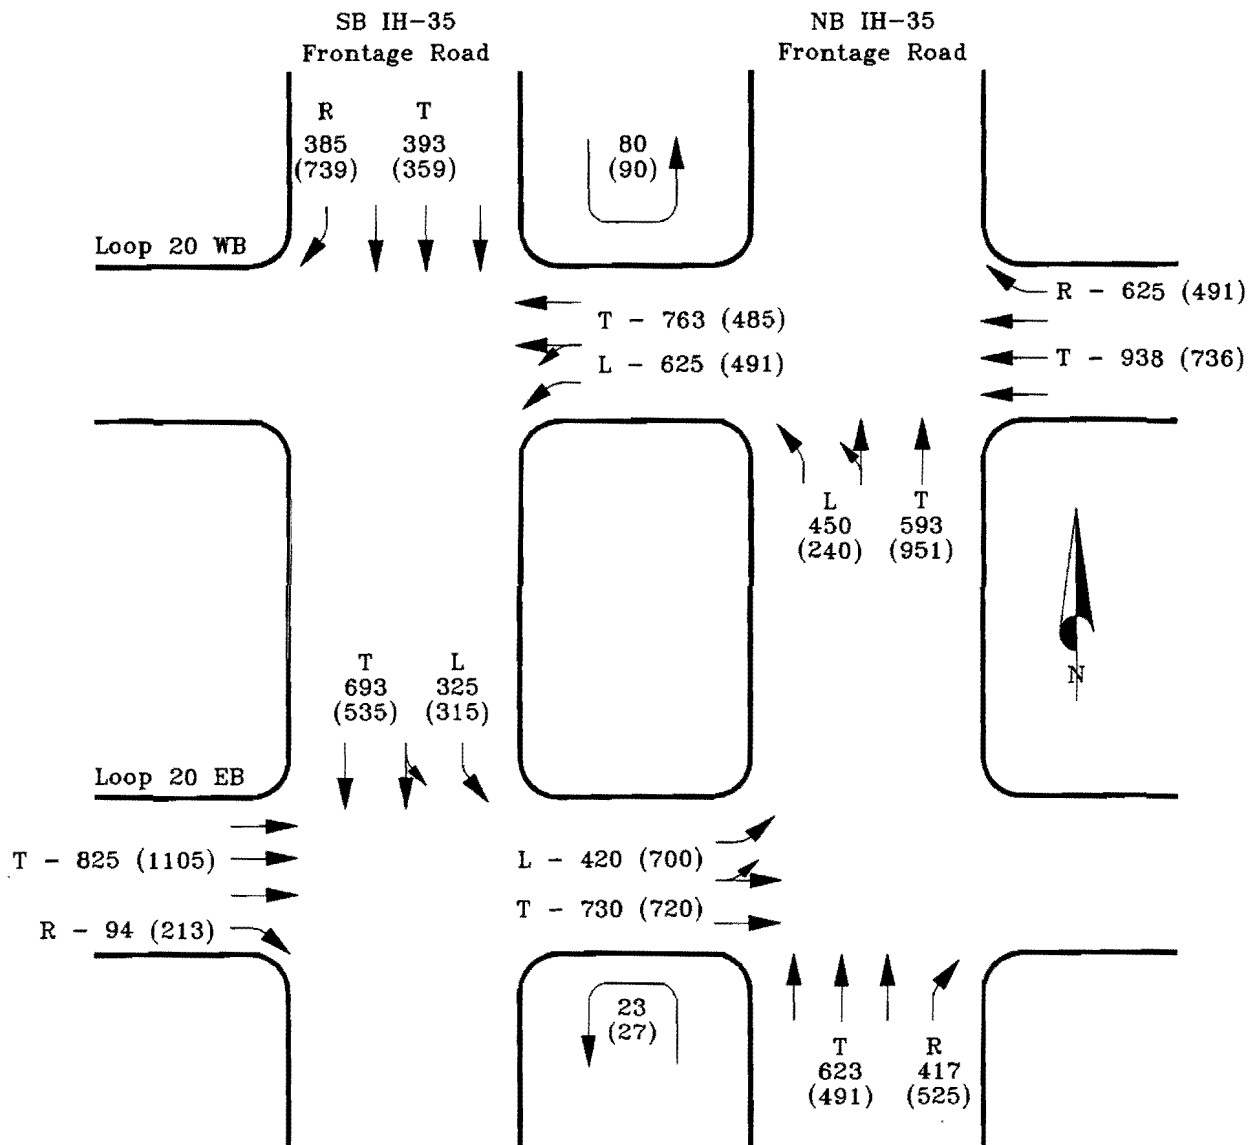 SB IH-35
Frontage Road
NB IH-35
Frontage Road
R T
385 393
(739) (359)
80
(90)
Loop 20 WB
R - 625 (491)
T - 763 (485)
T - 938 (736)
L - 625 (491)
L T
450 593
(240) (951)
N
T L
693 325
(535) (315)
Loop 20 EB
T - 825 (1105)
L - 420 (700)
T - 730 (720)
R - 94 (213)
23
(27)
T R
623 417
(491) (525)